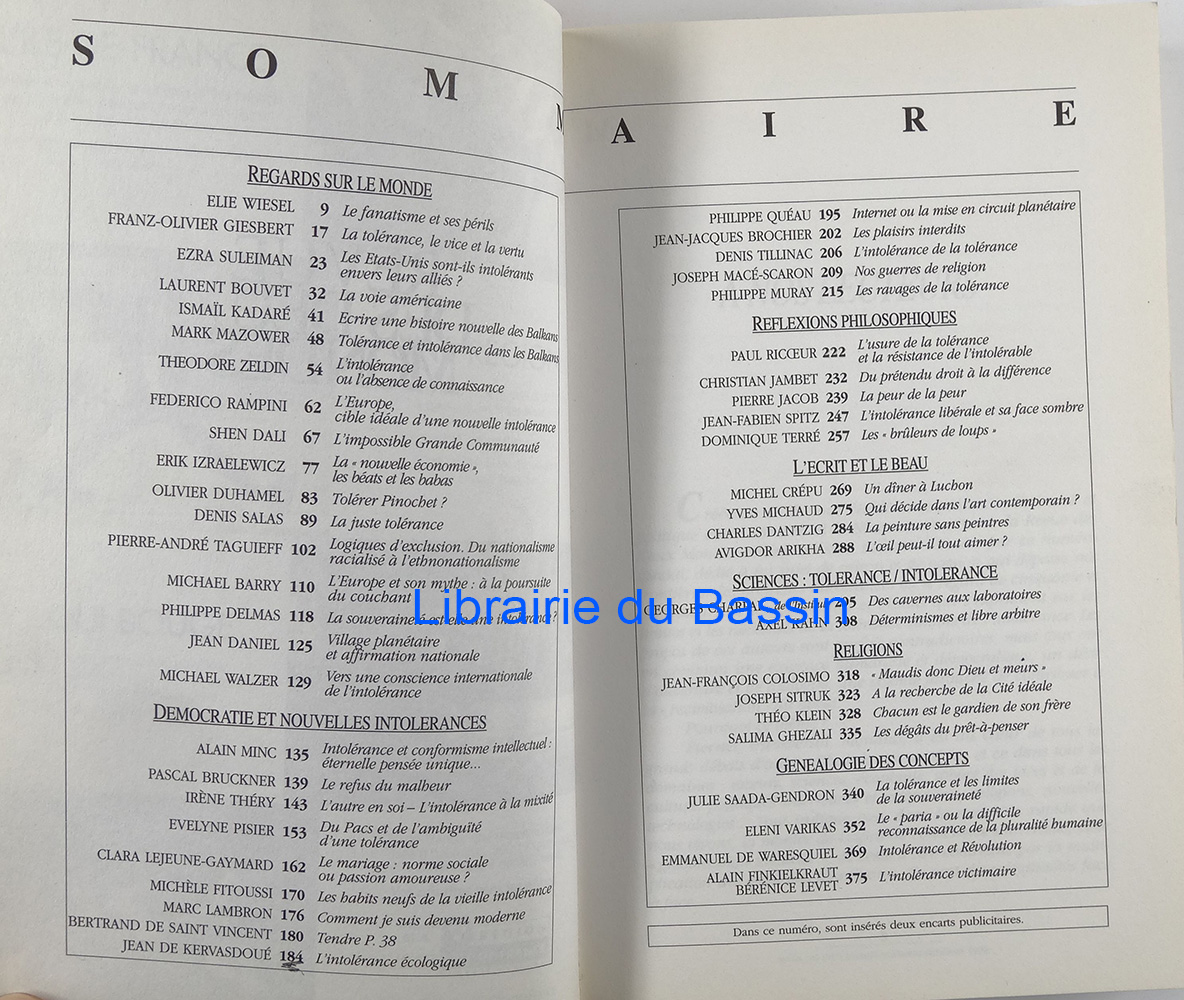 SOMMAIRE
REGARDS SUR LE MONDE
ELIE WIESEL 9 Le fanatisme et ses périls
FRANZ-OLIVIER GIESBERT 17 La tolérance, le vice et la vertu
EZRA SULEIMAN 23 Les Etats-Unis sont-ils intolérants
envers leurs alliés ?
LAURENT BOUVET 32 La voie américaine
ISMAÏL KADARÉ 41 Ecrire une histoire nouvelle des Balkans
MARK MAZOWER 48 Tolérance et intolérance dans les Balkans
THEODORE ZELDIN 54 L'intolérance
ou l'absence de connaissance
FEDERICO RAMPINI 62 L'Europe,
cible idéale d'une nouvelle intolérance
SHEN DALI 67 L'impossible Grande Communauté
ERIK IZRAELEWICZ 77 La « nouvelle économie »,
les béats et les babas
OLIVIER DUHAMEL 83 Tolérer Pinochet ?
DENIS SALAS 89 La juste tolérance
PIERRE-ANDRÉ TAGUIEFF 102 Logiques d'exclusion. Du nationalisme
racialisé à l'ethnonationalisme
MICHAEL BARRY 110 L'Europe et son mythe : à la poursuite
du couchant
PHILIPPE DELMAS 118 La souveraineté est-elle une intolérance ?
JEAN DANIEL 125 Village planétaire
et affirmation nationale
MICHAEL WALZER 129 Vers une conscience internationale
de l'intolérance
DEMOCRATIE ET NOUVELLES INTOLERANCES
ALAIN MINC 135 Intolérance et conformisme intellectuel :
éternelle pensée unique...
PASCAL BRUCKNER 139 Le refus du malheur
IRÈNE THÉRY 143 L'autre en soi – L'intolérance à la mixité
EVELYNE PISIER 153 Du Pacs et de l'ambiguïté
d'une tolérance
CLARA LEJEUNE-GAYMARD 162 Le mariage : norme sociale
ou passion amoureuse ?
MICHÈLE FITOUSSI 170 Les habits neufs de la vieille intolérance
MARC LAMBRON 176 Comment je suis devenu moderne
BERTRAND DE SAINT VINCENT 180 Tendre P. 38
JEAN DE KERVASDOUÉ 184 L'intolérance écologique
PHILIPPE QUÉAU 195 Internet ou la mise en circuit planétaire
JEAN-JACQUES BROCHIER 202 Les plaisirs interdits
DENIS TILLINAC 206 L'intolérance de la tolérance
JOSEPH MACÉ-SCARON 209 Nos guerres de religion
PHILIPPE MURAY 215 Les ravages de la tolérance
REFLEXIONS PHILOSOPHIQUES
PAUL RICŒUR 222 L'usure de la tolérance
et la résistance de l'intolérable
CHRISTIAN JAMBET 232 Du prétendu droit à la différence
PIERRE JACOB 239 La peur de la peur
JEAN-FABIEN SPITZ 247 L'intolérance libérale et sa face sombre
DOMINIQUE TERRÉ 257 Les « brûleurs de loups »
L'ECRIT ET LE BEAU
MICHEL CRÉPU 269 Un dîner à Luchon
YVES MICHAUD 275 Qui décide dans l'art contemporain ?
CHARLES DANTZIG 284 La peinture sans peintres
AVIGDOR ARIKHA 288 L'œil peut-il tout aimer ?
SCIENCES : TOLERANCE / INTOLERANCE
GEORGES CHARPAK, de l'Institut 295 Des cavernes aux laboratoires
AXEL KAHN 308 Déterminismes et libre arbitre
RELIGIONS
JEAN-FRANÇOIS COLOSIMO 318 « Maudis donc Dieu et meurs »
JOSEPH SITRUK 323 A la recherche de la Cité idéale
THÉO KLEIN 328 Chacun est le gardien de son frère
SALIMA GHEZALI 335 Les dégâts du prêt-à-penser
GENEALOGIE DES CONCEPTS
JULIE SAADA-GENDRON 340 La tolérance et les limites
de la souveraineté
ELENI VARIKAS 352 Le « paria » ou la difficile
reconnaissance de la pluralité humaine
EMMANUEL DE WARESQUIEL 369 Intolérance et Révolution
ALAIN FINKIELKRAUT
BÉRÉNICE LEVET 375 L'intolérance victimaire
Dans ce numéro, sont insérés deux encarts publicitaires.
Librairie du Bassin